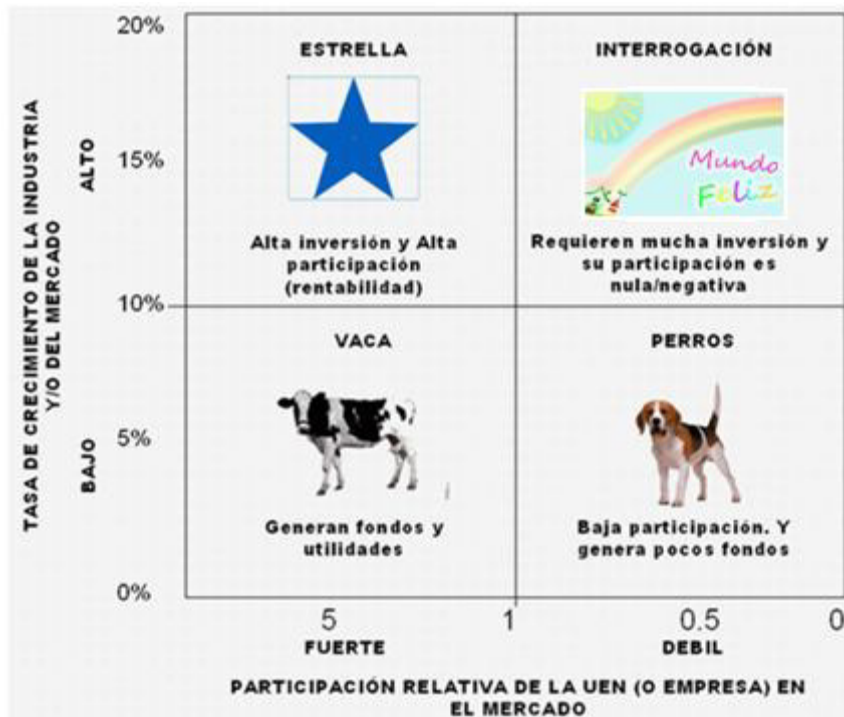 20%
ESTRELLA
INTERROGACIÓN
Mundo
Feliz
15%
ALTO
Alta inversión y Alta
participación
(rentabilidad)
Requieren mucha inversión y
su participación es
nula/negativa
10%
TASA DE CRECIMIENTO DE LA INDUSTRIA
Y/O DEL MERCADO
VACA
PERROS
5%
BAJO
Generan fondos y
utilidades
Baja participación. Y
genera pocos fondos
0%
5
1
0.5
0
FUERTE
DEBIL
PARTICIPACIÓN RELATIVA DE LA UEN (O EMPRESA) EN
EL MERCADO